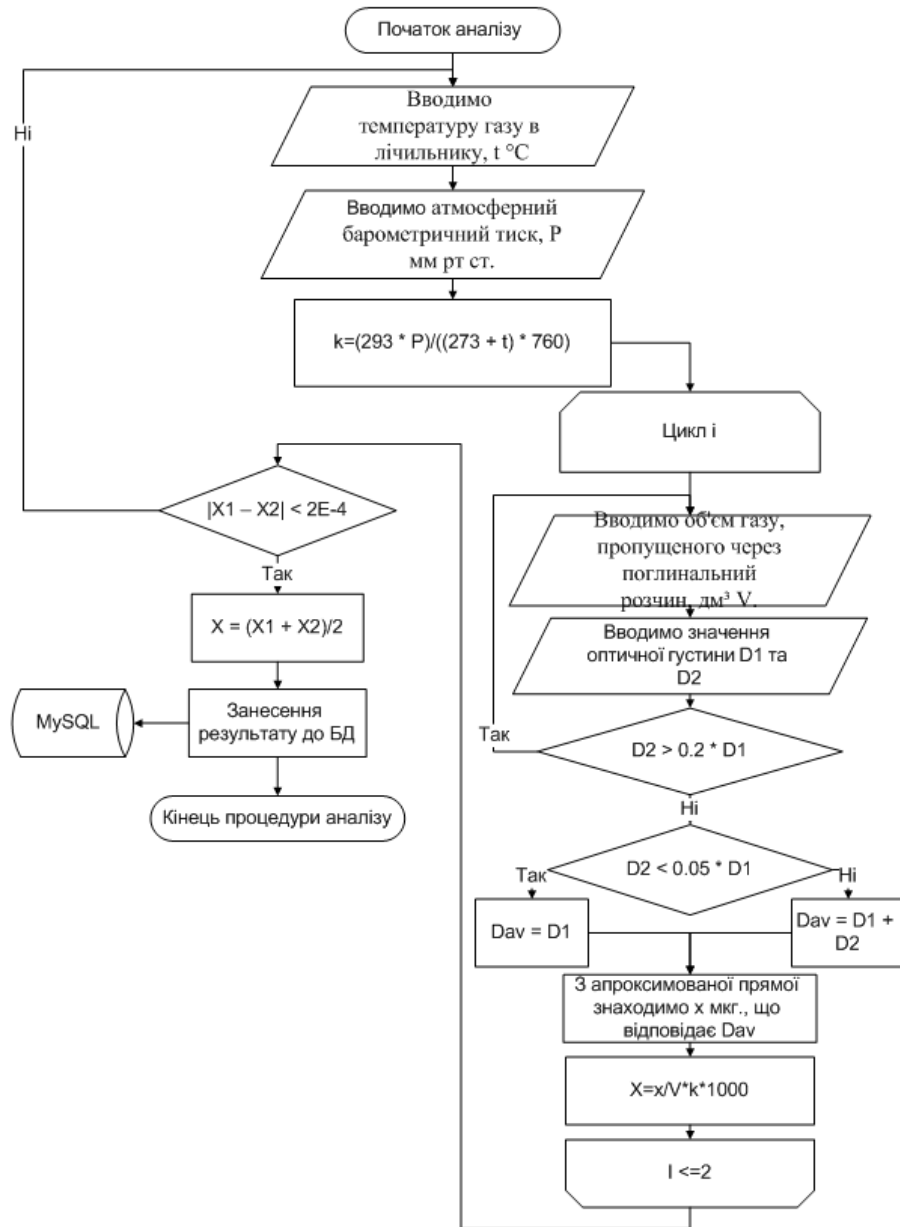 Початок аналізу
Ні
Вводимо
температуру газу в
лічильнику, t °C
Вводимо атмосферний
барометричний тиск, P
мм рт ст.
k=(293 * P)/((273 + t) * 760)
Цикл і
|X1 – X2| < 2E-4
Так
X = (X1 + X2)/2
Занесення
результату до БД
MySQL
Кінець процедури аналізу
Вводимо об'єм газу,
пропущеного через
поглинальний
розчин, дм³ V.
Вводимо значення
оптичної густини D1 та
D2
Так
D2 > 0.2 * D1
Ні
D2 < 0.05 * D1
Так
Ні
Dav = D1
Dav = D1 +
D2
З апроксимованої прямої
знаходимо х мкг., що
відповідає Dav
X=x/V*k*1000
I <=2